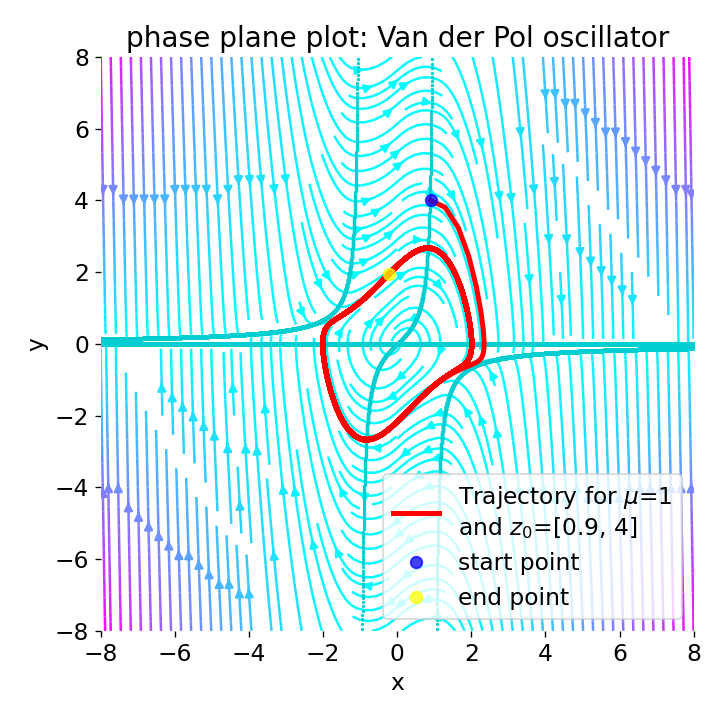 phase plane plot: Van der Pol oscillator
8
6
4
2
0
−2
−4
−6
−8
y
−8
−6
−4
−2
0
2
4
6
8
x
Trajectory for μ=1
and z₀=[0.9, 4]
start point
end point